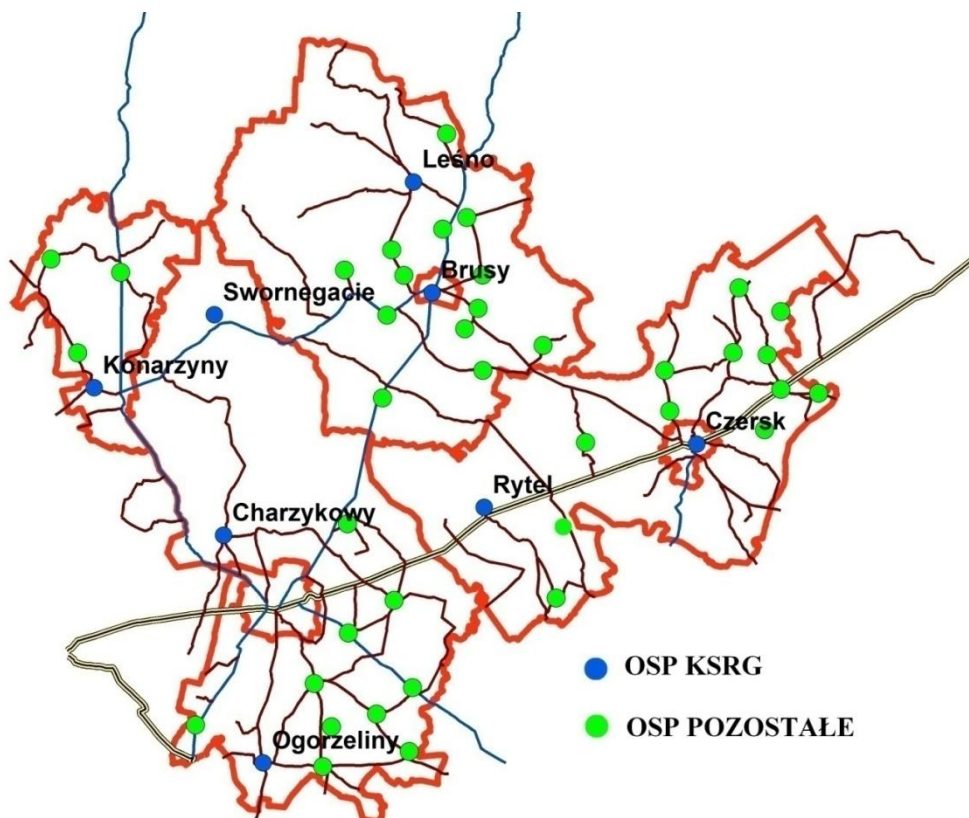 Leśno
Brusy
Swornegacie
Konarzyny
Czersk
Rytel
Charzykowy
OSP KSRG
OSP POZOSTAŁE
Ogorzeliny